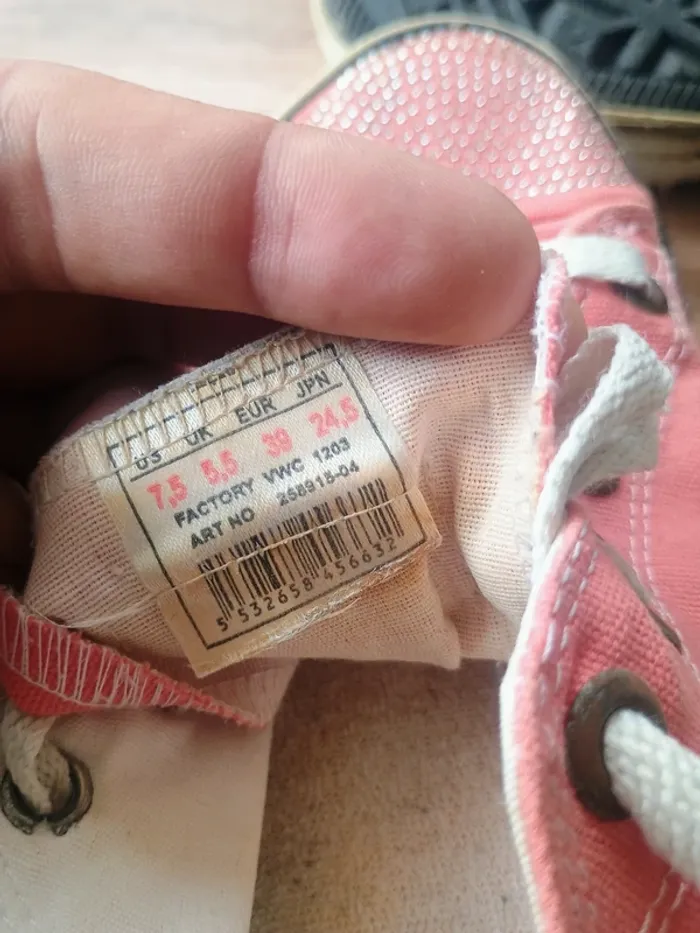 US UK EUR JPN
7,5 5,5 39 24,5
FACTORY VWC 1203
ART NO 258915-04
5 532658 456632